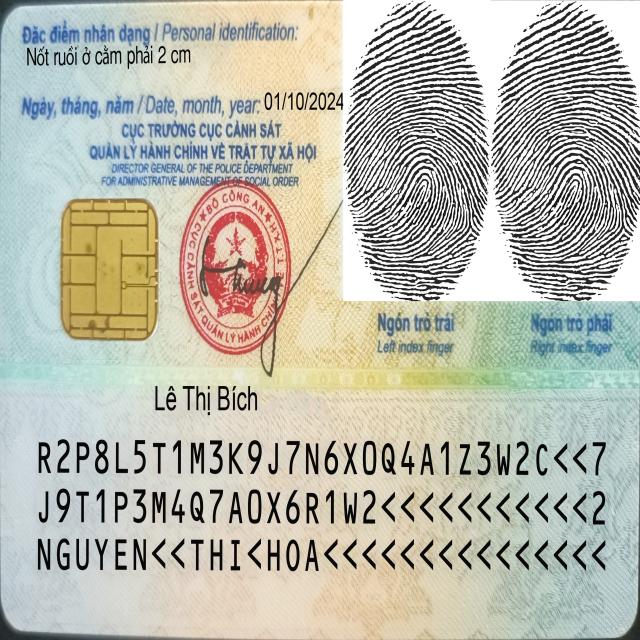 Đặc điểm nhân dạng / Personal identification:
Nốt ruồi ở cằm phải 2 cm
Ngày, tháng, năm / Date, month, year: 01/10/2024
CỤC TRƯỞNG CỤC CẢNH SÁT
QUẢN LÝ HÀNH CHÍNH VỀ TRẬT TỰ XÃ HỘI
DIRECTOR GENERAL OF THE POLICE DEPARTMENT
FOR ADMINISTRATIVE MANAGEMENT OF SOCIAL ORDER
BỘ CÔNG AN
CỤC CẢNH SÁT QUẢN LÝ HÀNH CHÍNH
Ngón trỏ trái
Left index finger
Ngón trỏ phải
Right index finger
Lê Thị Bích
R2P8L5T1M3K9J7N6X0Q4A1Z3W2C<<7
J9T1P3M4Q7A0X6R1W2<<<<<<<<<<<2
NGUYEN<<THI<HOA<<<<<<<<<<<<<<<